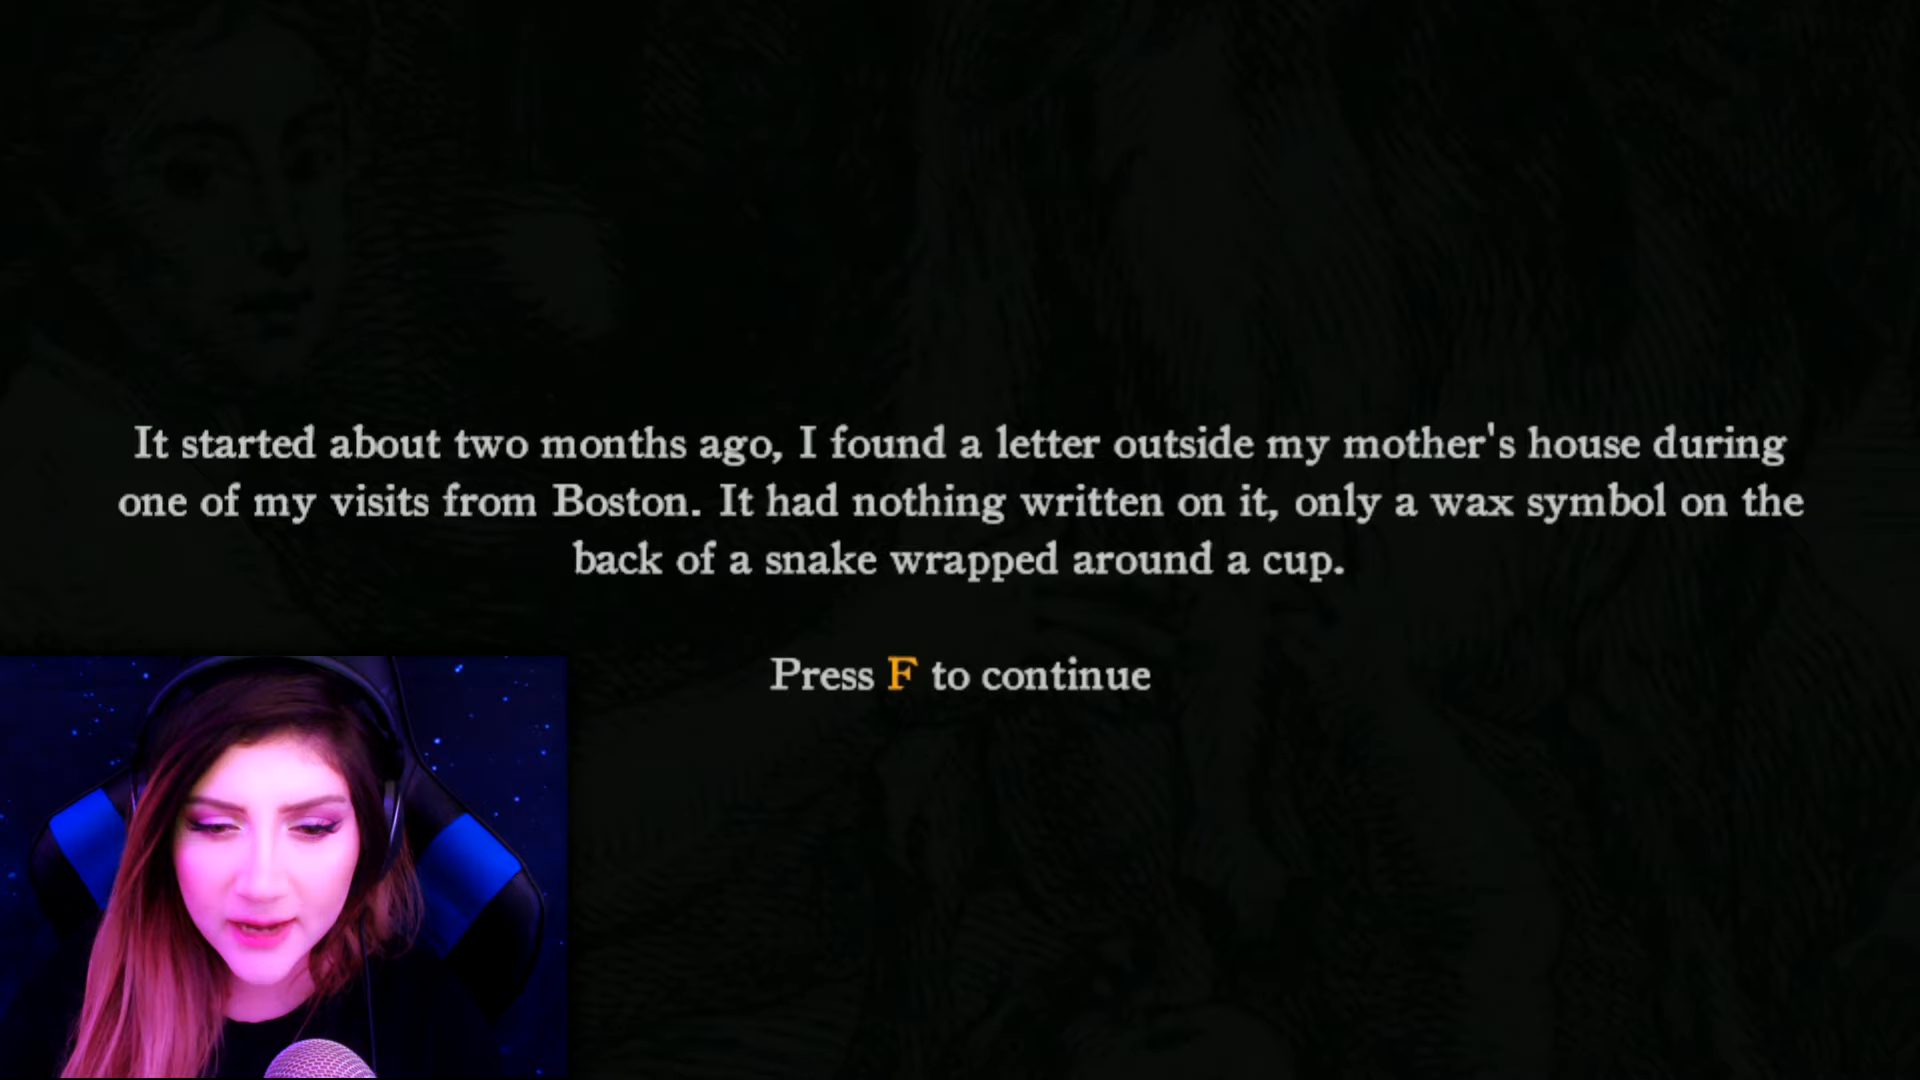 It started about two months ago, I found a letter outside my mother's house during
one of my visits from Boston. It had nothing written on it, only a wax symbol on the
back of a snake wrapped around a cup.
Press F to continue